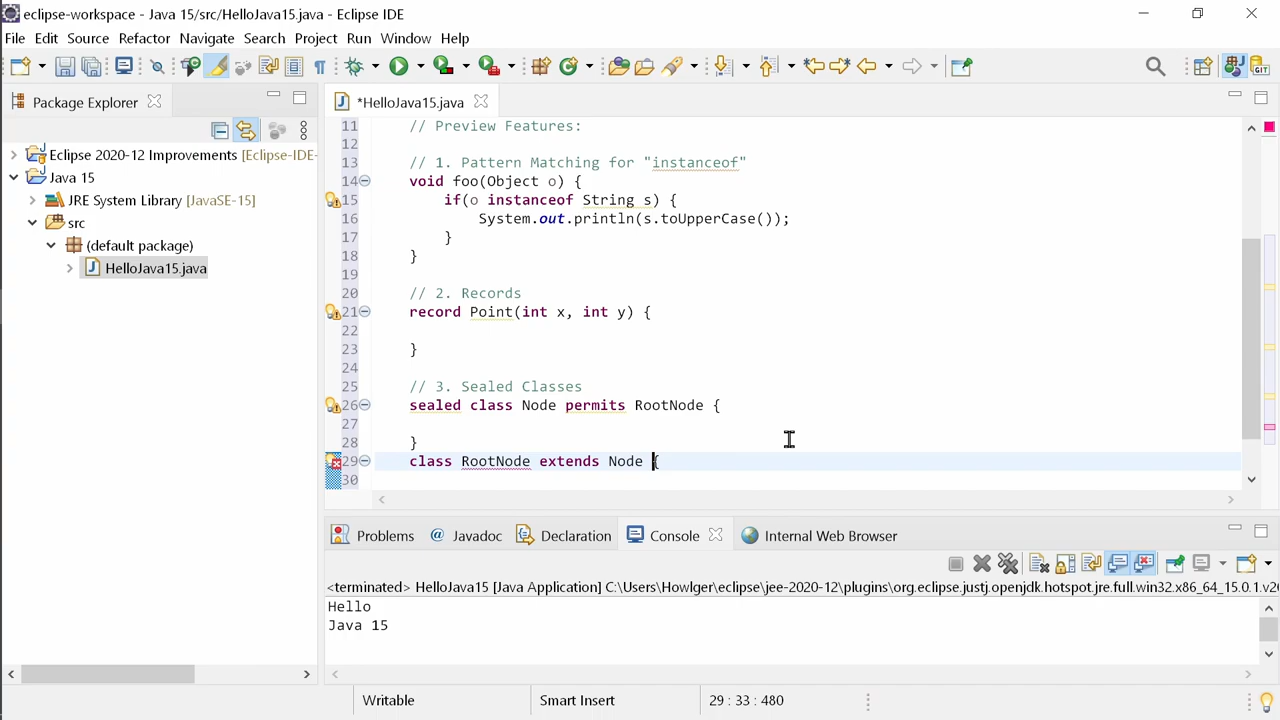 eclipse-workspace - Java 15/src/HelloJava15.java - Eclipse IDE
File Edit Source Refactor Navigate Search Project Run Window Help
Package Explorer
Eclipse 2020-12 Improvements [Eclipse-IDE-
Java 15
JRE System Library [JavaSE-15]
src
(default package)
HelloJava15.java
*HelloJava15.java
11 // Preview Features:
12
13 // 1. Pattern Matching for "instanceof"
14 void foo(Object o) {
15 if(o instanceof String s) {
16 System.out.println(s.toUpperCase());
17 }
18 }
19
20 // 2. Records
21 record Point(int x, int y) {
22
23 }
24
25 // 3. Sealed Classes
26 sealed class Node permits RootNode {
27
28 }
29 class RootNode extends Node {
30
Problems @ Javadoc Declaration Console Internal Web Browser
<terminated> HelloJava15 [Java Application] C:\Users\Howlger\eclipse\jee-2020-12\plugins\org.eclipse.justj.openjdk.hotspot.jre.full.win32.x86_64_15.0.1.v2
Hello
Java 15
Writable Smart Insert 29 : 33 : 480